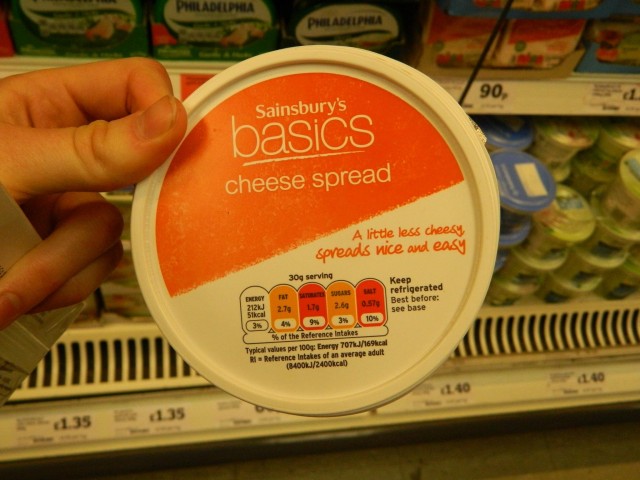 PHILADELPHIA
PHILADELPHIA
PHILADELPHIA
90p
£1.
Sainsbury's
basics
cheese spread
A little less cheesy,
spreads nice and easy
30g serving
ENERGY 212kJ 51kcal 3%
FAT 2.7g 4%
SATURATES 1.7g 9%
SUGARS 2.6g 3%
SALT 0.57g 10%
% of the Reference Intakes
Typical values per 100g: Energy 707kJ/169kcal
RI = Reference Intakes of an average adult
(8400kJ/2400kcal)
Keep
refrigerated
Best before:
see base
£1.35
£1.35
£1.40
£1.40